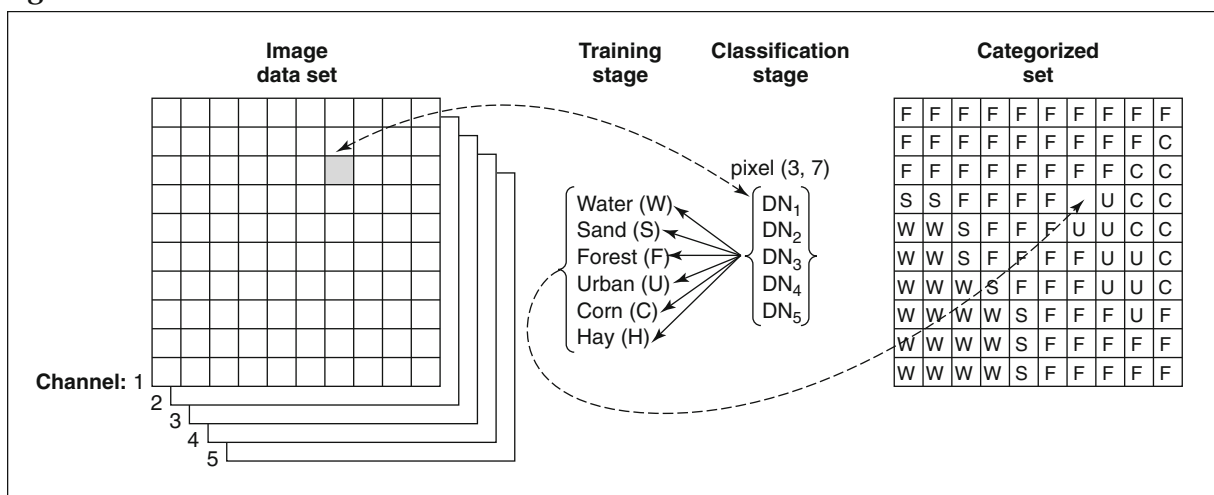 Image
data set
Training
stage
Classification
stage
Categorized
set
pixel (3, 7)
Water (W)
Sand (S)
Forest (F)
Urban (U)
Corn (C)
Hay (H)
DN1
DN2
DN3
DN4
DN5
F F F F F F F F F F
F F F F F F F F F C
F F F F F F F F C C
S S F F F F U C C
W W S F F F U U C C
W W S F F F F U U C
W W W S F F F U U C
W W W W S F F F U F
W W W W S F F F F F
W W W W S F F F F F
Channel: 1
2
3
4
5